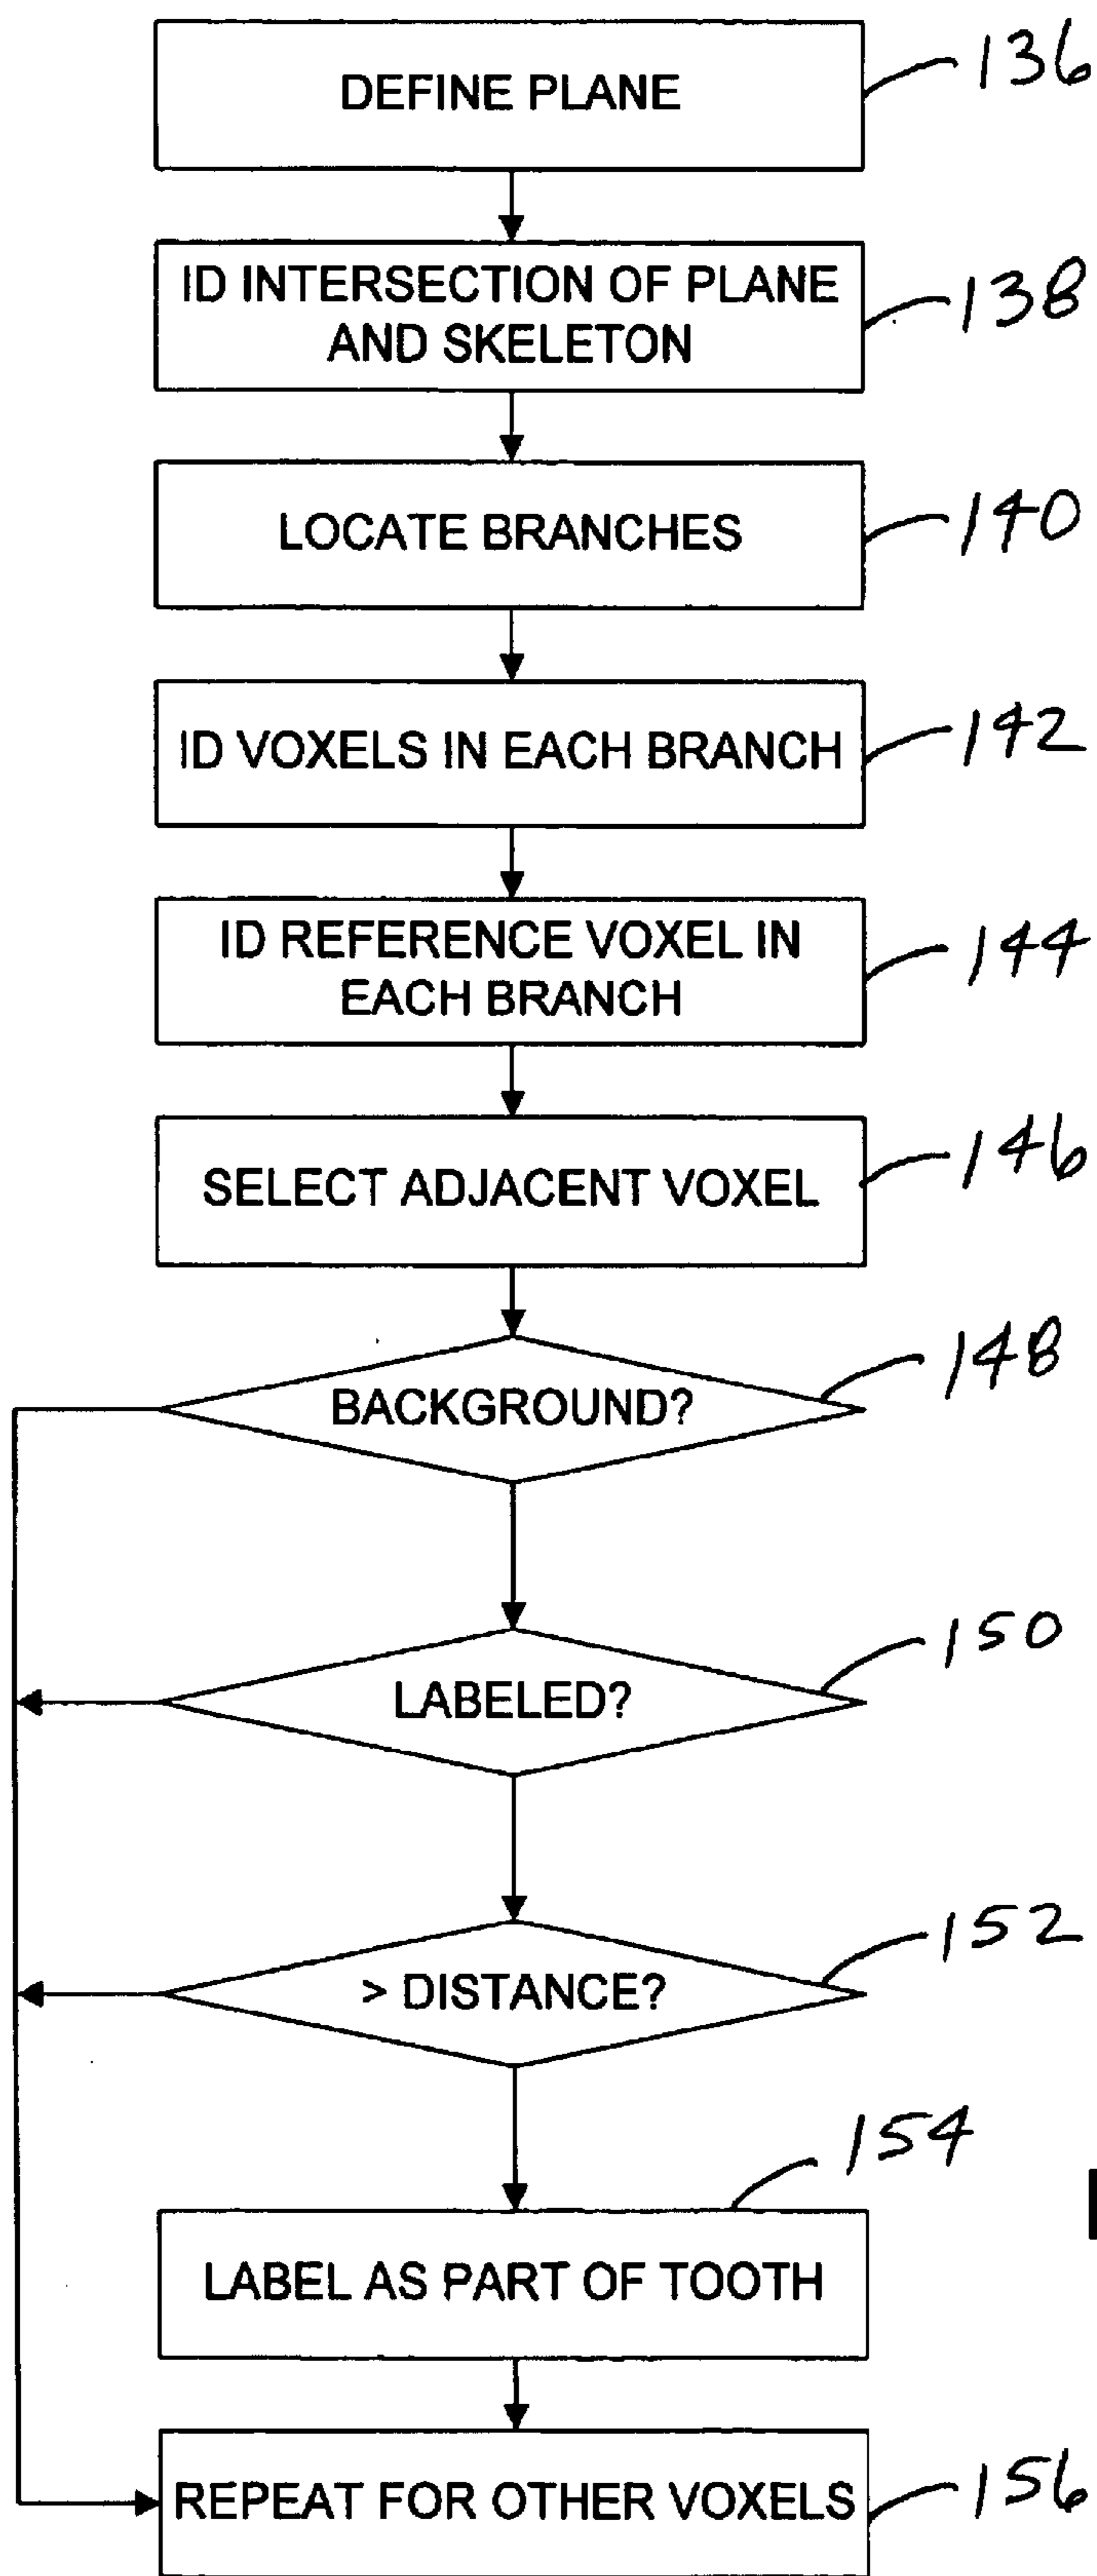 DEFINE PLANE
136
ID INTERSECTION OF PLANE
AND SKELETON
138
LOCATE BRANCHES
140
ID VOXELS IN EACH BRANCH
142
ID REFERENCE VOXEL IN
EACH BRANCH
144
SELECT ADJACENT VOXEL
146
BACKGROUND?
148
LABELED?
150
> DISTANCE?
152
154
LABEL AS PART OF TOOTH
REPEAT FOR OTHER VOXELS
156